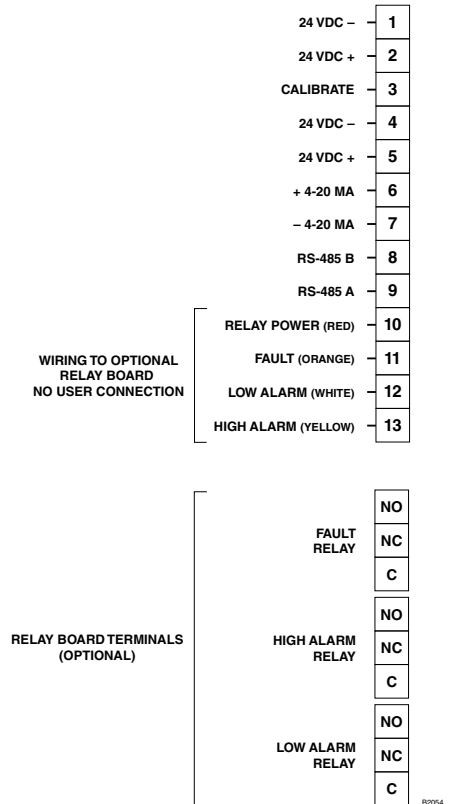 24 VDC – 1
24 VDC + 2
CALIBRATE 3
24 VDC – 4
24 VDC + 5
+ 4-20 MA 6
– 4-20 MA 7
RS-485 B 8
RS-485 A 9
RELAY POWER (RED) 10
FAULT (ORANGE) 11
LOW ALARM (WHITE) 12
HIGH ALARM (YELLOW) 13
WIRING TO OPTIONAL
RELAY BOARD
NO USER CONNECTION
RELAY BOARD TERMINALS
(OPTIONAL)
FAULT
RELAY
NO
NC
C
HIGH ALARM
RELAY
NO
NC
C
LOW ALARM
RELAY
NO
NC
C
B2054